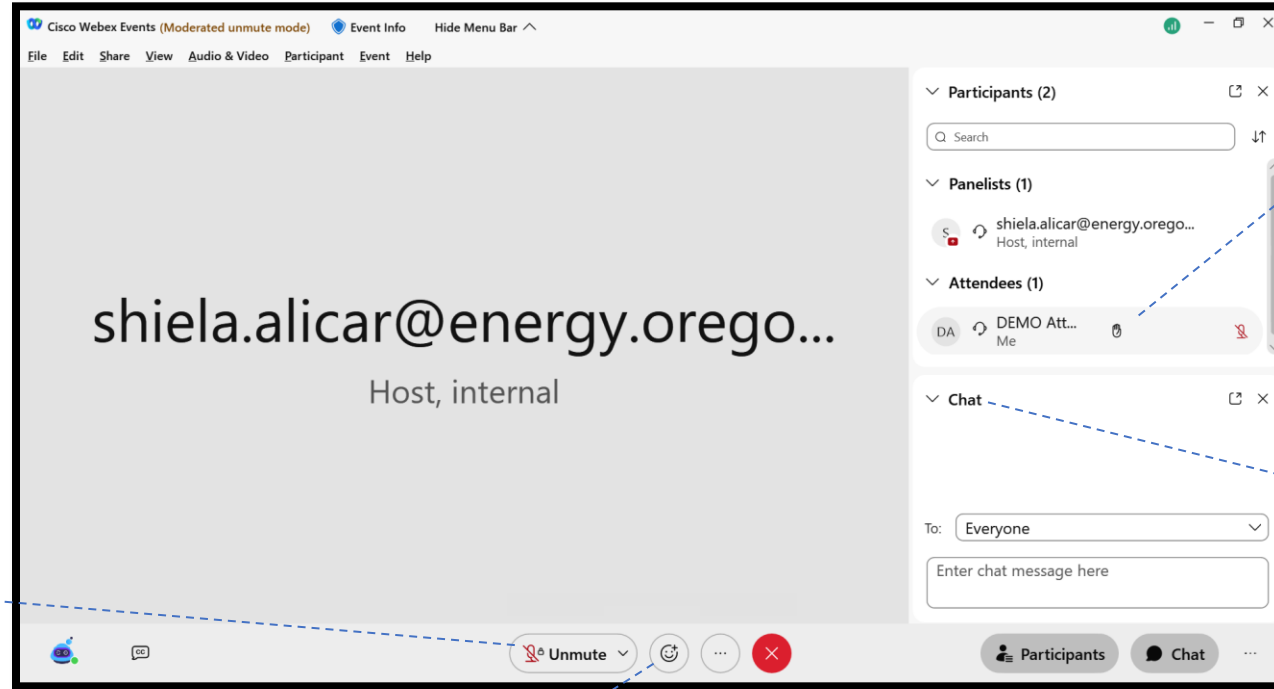 Cisco Webex Events (Moderated unmute mode) Event Info Hide Menu Bar
File Edit Share View Audio & Video Participant Event Help
Participants (2)
Search
Panelists (1)
S shiela.alicar@energy.orego...
Host, internal
Attendees (1)
DA DEMO Att...
Me
shiela.alicar@energy.orego...
Host, internal
Chat
To: Everyone
Enter chat message here
CC Unmute ... Participants Chat ...